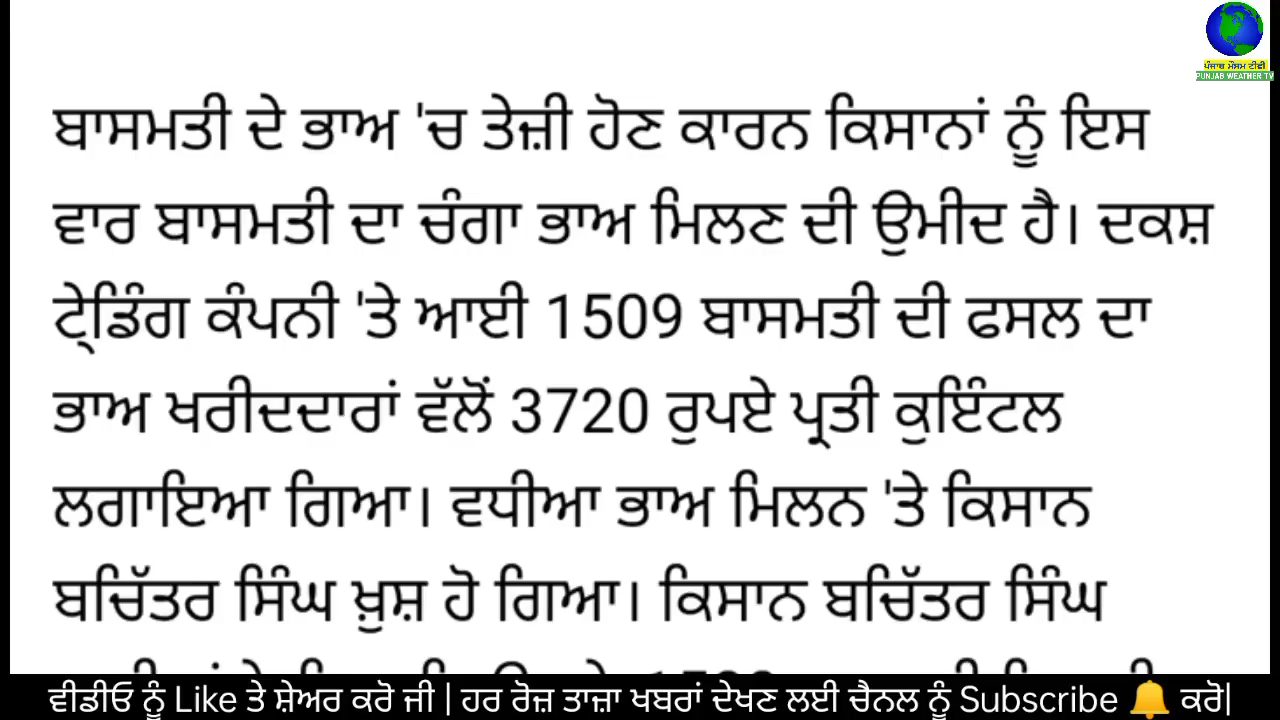 ਪੰਜਾਬ ਮੌਸਮ ਟੀਵੀ
PUNJAB WEATHER TV
ਬਾਸਮਤੀ ਦੇ ਭਾਅ 'ਚ ਤੇਜ਼ੀ ਹੋਣ ਕਾਰਨ ਕਿਸਾਨਾਂ ਨੂੰ ਇਸ
ਵਾਰ ਬਾਸਮਤੀ ਦਾ ਚੰਗਾ ਭਾਅ ਮਿਲਣ ਦੀ ਉਮੀਦ ਹੈ। ਦਕਸ਼
ਟ੍ਰੇਡਿੰਗ ਕੰਪਨੀ 'ਤੇ ਆਈ 1509 ਬਾਸਮਤੀ ਦੀ ਫਸਲ ਦਾ
ਭਾਅ ਖਰੀਦਦਾਰਾਂ ਵੱਲੋਂ 3720 ਰੁਪਏ ਪ੍ਰਤੀ ਕੁਇੰਟਲ
ਲਗਾਇਆ ਗਿਆ। ਵਧੀਆ ਭਾਅ ਮਿਲਨ 'ਤੇ ਕਿਸਾਨ
ਬਚਿੱਤਰ ਸਿੰਘ ਖ਼ੁਸ਼ ਹੋ ਗਿਆ। ਕਿਸਾਨ ਬਚਿੱਤਰ ਸਿੰਘ
ਵੀਡੀਓ ਨੂੰ Like ਤੇ ਸ਼ੇਅਰ ਕਰੋ ਜੀ | ਹਰ ਰੋਜ਼ ਤਾਜ਼ਾ ਖਬਰਾਂ ਦੇਖਣ ਲਈ ਚੈਨਲ ਨੂੰ Subscribe 🔔 ਕਰੋ|